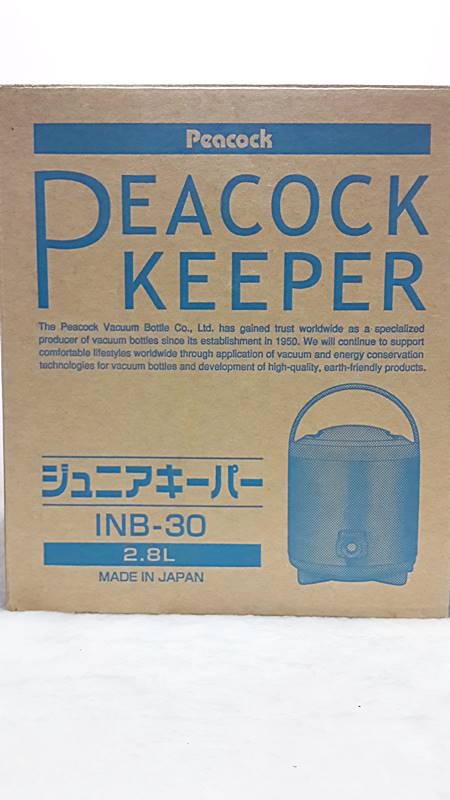 Peacock
PEACOCK
KEEPER
The Peacock Vacuum Bottle Co., Ltd. has gained trust worldwide as a specialized
producer of vacuum bottles since its establishment in 1950. We will continue to support
comfortable lifestyles worldwide through application of vacuum and energy conservation
technologies for vacuum bottles and development of high-quality, earth-friendly products.
ジュニアキーパー
INB-30
2.8L
MADE IN JAPAN